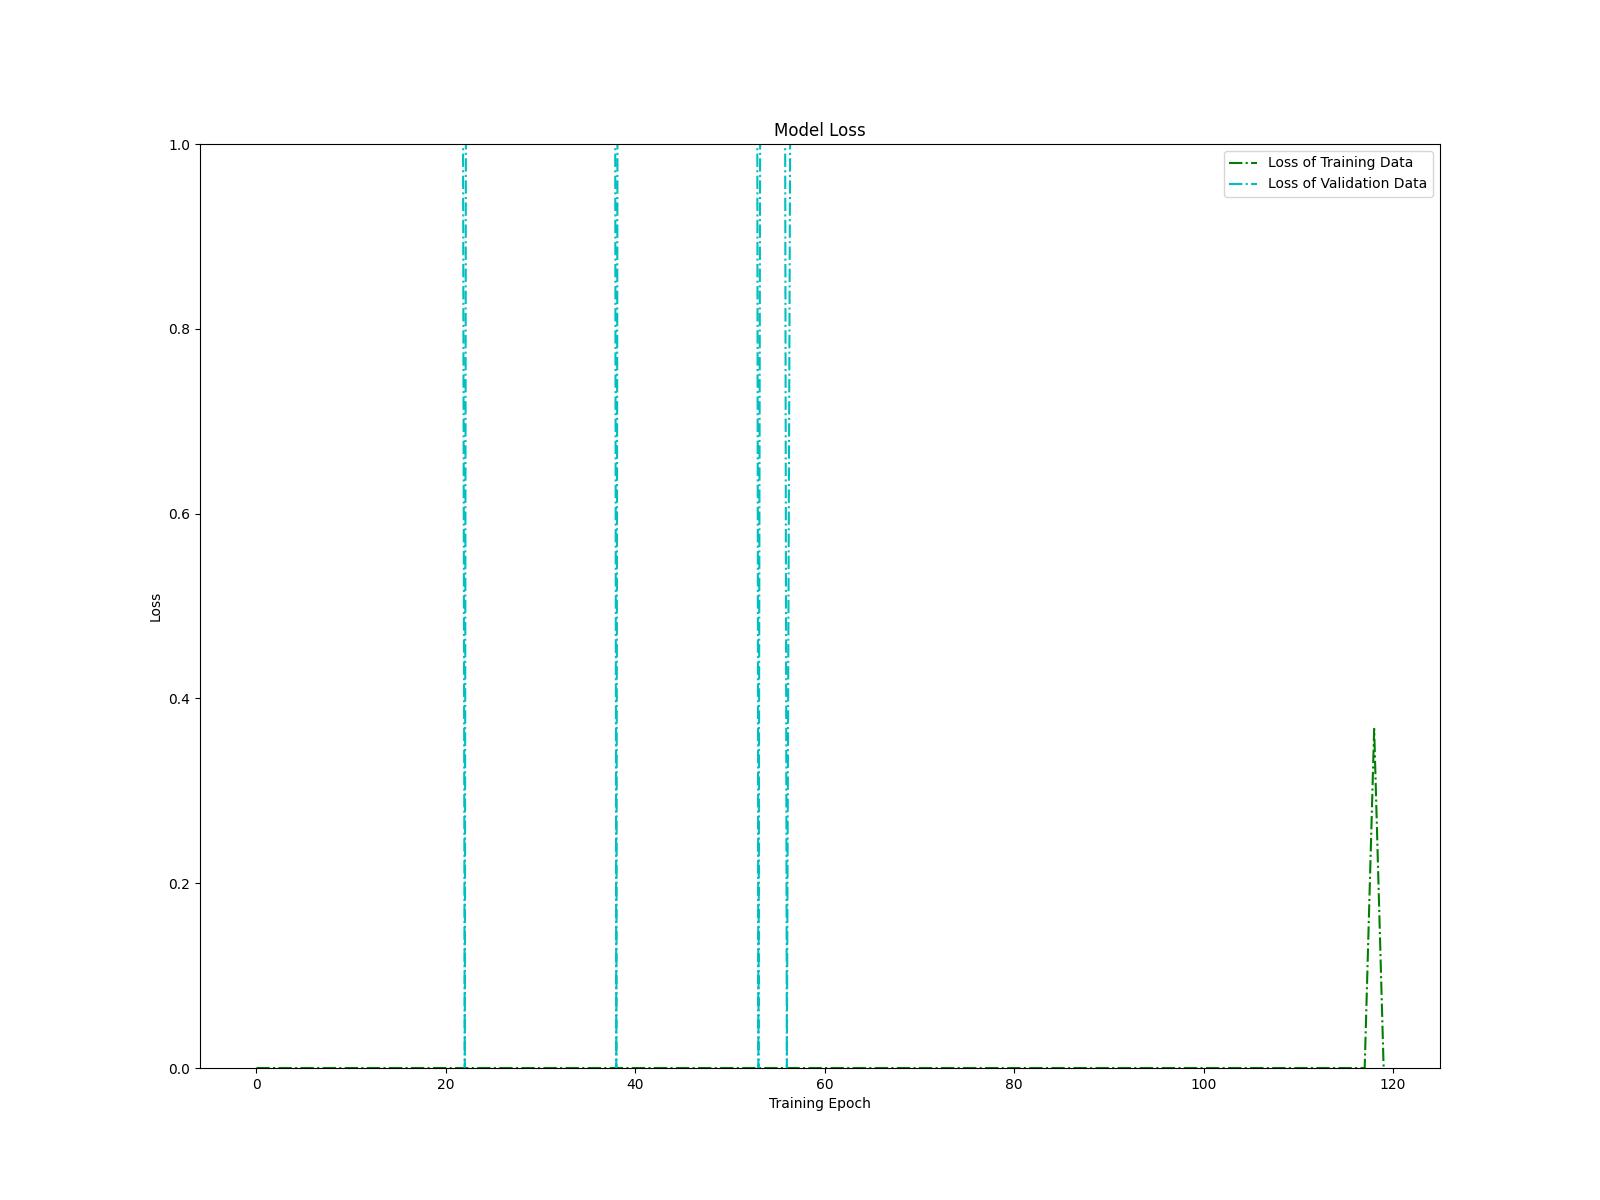 Model Loss
1.0
0.8
0.6
0.4
0.2
0.0
Loss
Loss of Training Data
Loss of Validation Data
0 20 40 60 80 100 120
Training Epoch